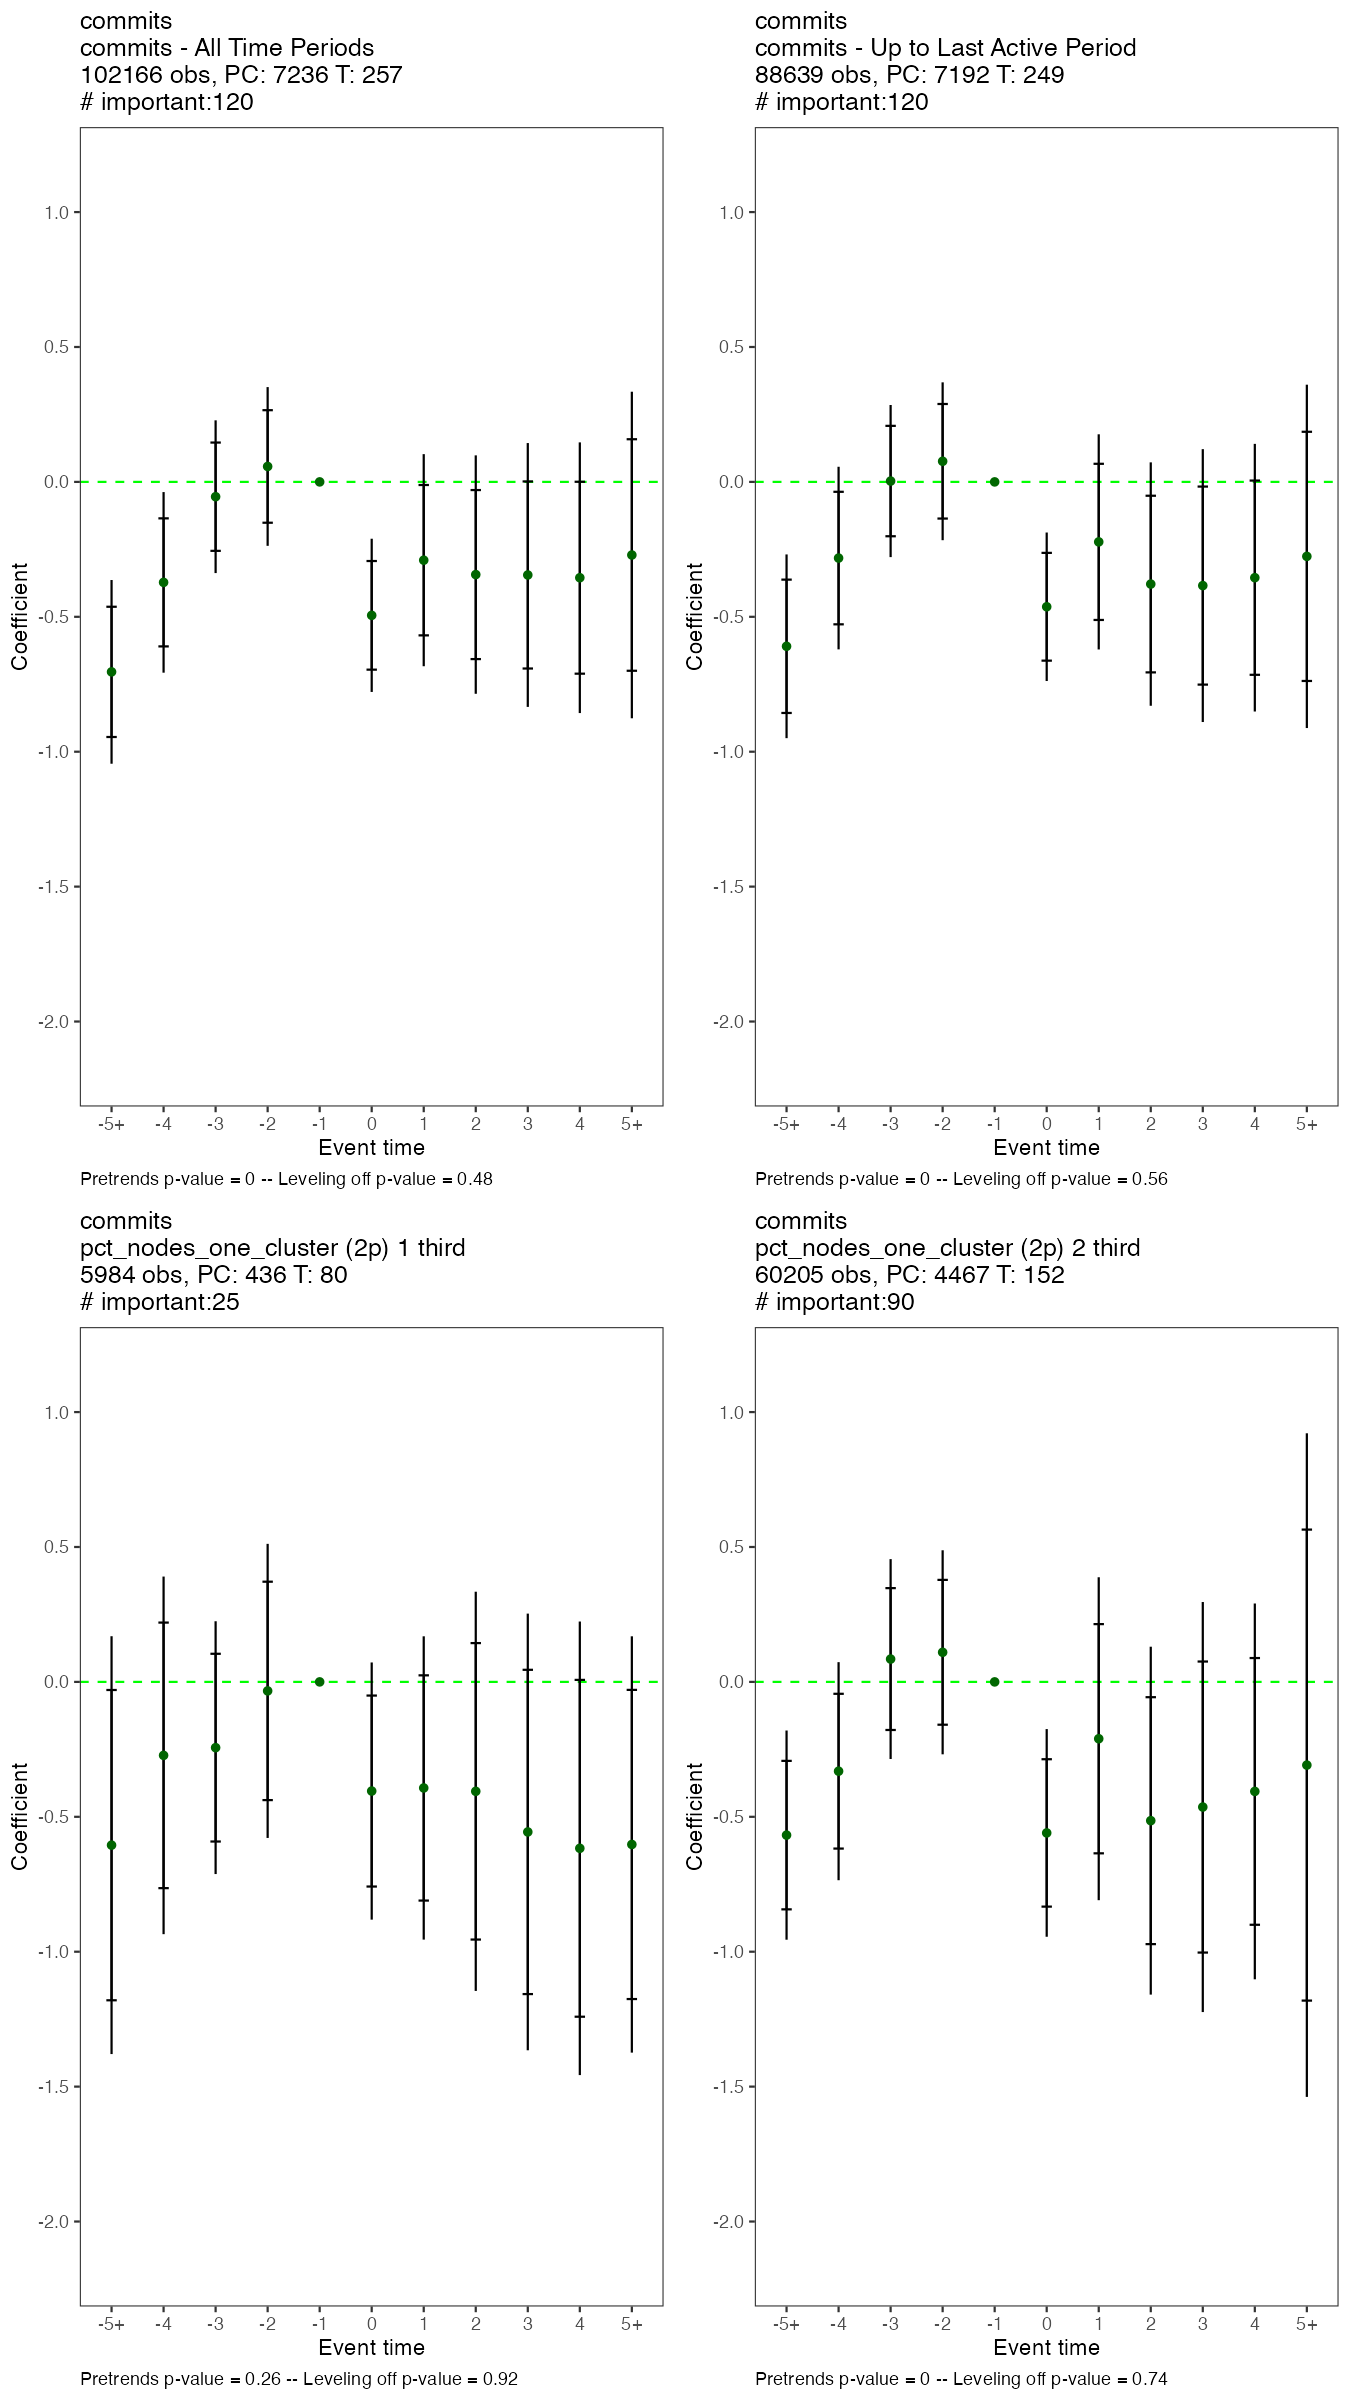 commits
commits - All Time Periods
102166 obs, PC: 7236 T: 257
# important:120
1.0
0.5
0.0
-0.5
-1.0
-1.5
-2.0
Coefficient
-5+ -4 -3 -2 -1 0 1 2 3 4 5+
Event time
Pretrends p-value = 0 -- Leveling off p-value = 0.48
commits
commits - Up to Last Active Period
88639 obs, PC: 7192 T: 249
# important:120
1.0
0.5
0.0
-0.5
-1.0
-1.5
-2.0
Coefficient
-5+ -4 -3 -2 -1 0 1 2 3 4 5+
Event time
Pretrends p-value = 0 -- Leveling off p-value = 0.56
commits
pct_nodes_one_cluster (2p) 1 third
5984 obs, PC: 436 T: 80
# important:25
1.0
0.5
0.0
-0.5
-1.0
-1.5
-2.0
Coefficient
-5+ -4 -3 -2 -1 0 1 2 3 4 5+
Event time
Pretrends p-value = 0.26 -- Leveling off p-value = 0.92
commits
pct_nodes_one_cluster (2p) 2 third
60205 obs, PC: 4467 T: 152
# important:90
1.0
0.5
0.0
-0.5
-1.0
-1.5
-2.0
Coefficient
-5+ -4 -3 -2 -1 0 1 2 3 4 5+
Event time
Pretrends p-value = 0 -- Leveling off p-value = 0.74